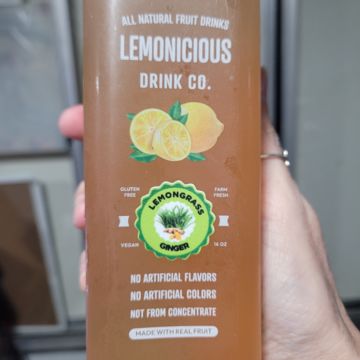 ALL NATURAL FRUIT DRINKS
LEMONICIOUS
DRINK CO.
GLUTEN FREE
FARM FRESH
LEMONGRASS
GINGER
VEGAN
14 OZ
NO ARTIFICIAL FLAVORS
NO ARTIFICIAL COLORS
NOT FROM CONCENTRATE
MADE WITH REAL FRUIT